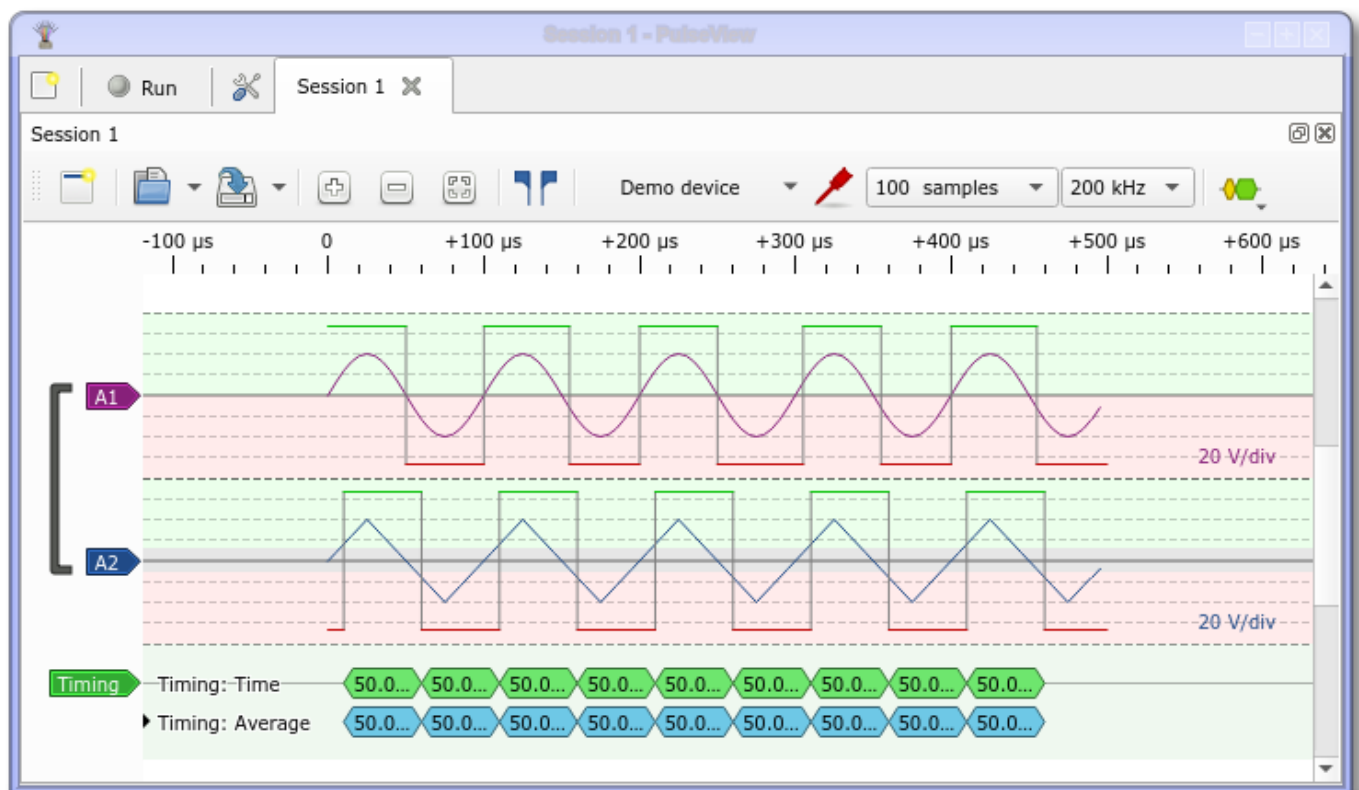 Session 1 - PulseView
Run
Session 1
Session 1
Demo device
100 samples
200 kHz
-100 µs 0 +100 µs +200 µs +300 µs +400 µs +500 µs +600 µs
A1
20 V/div
A2
20 V/div
Timing
Timing: Time
50.0... 50.0... 50.0... 50.0... 50.0... 50.0... 50.0... 50.0... 50.0...
Timing: Average
50.0... 50.0... 50.0... 50.0... 50.0... 50.0... 50.0... 50.0... 50.0...